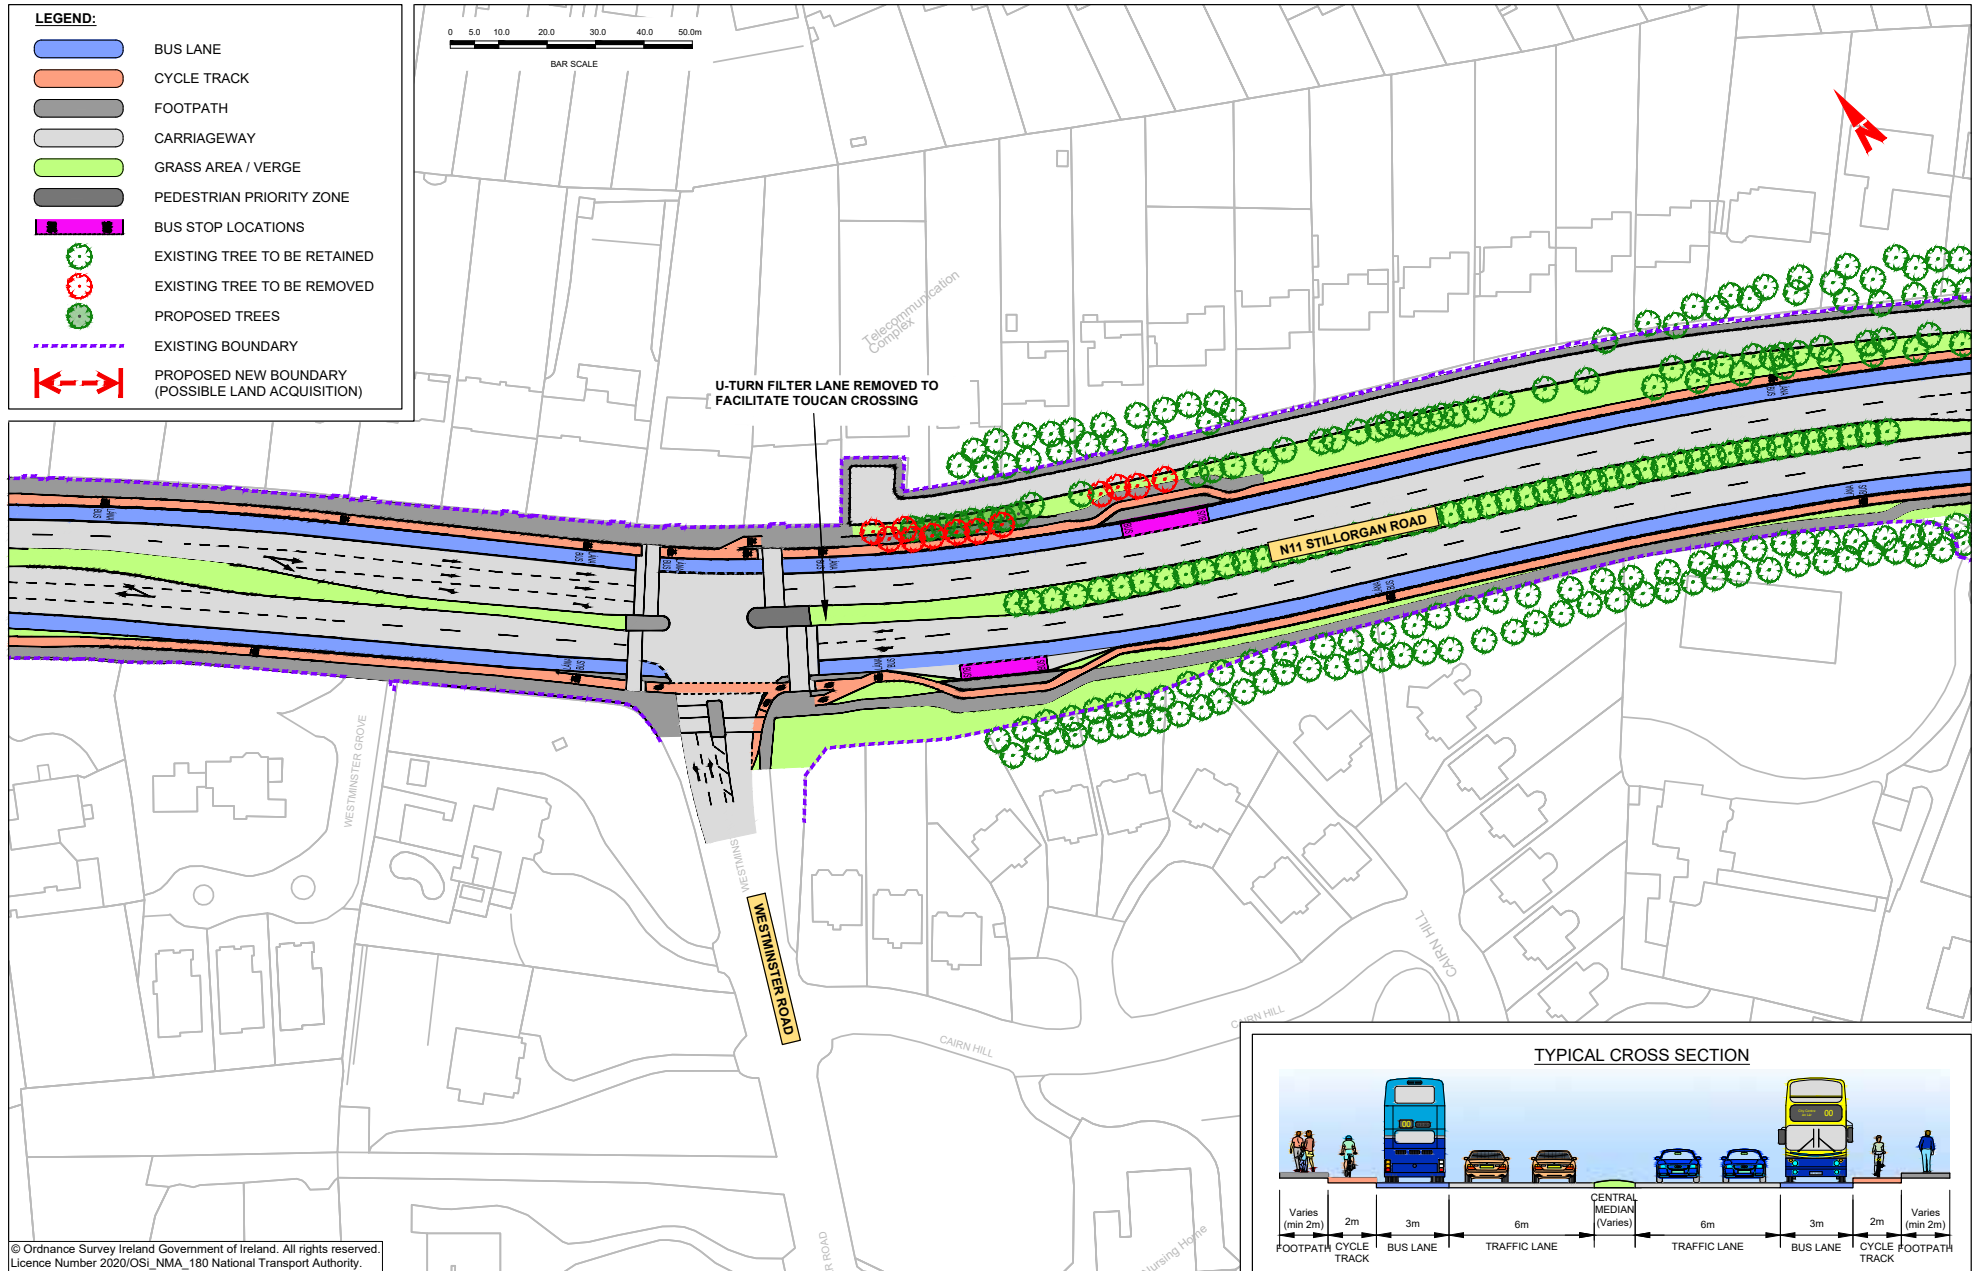 LEGEND:
BUS LANE
CYCLE TRACK
FOOTPATH
CARRIAGEWAY
GRASS AREA / VERGE
PEDESTRIAN PRIORITY ZONE
BUS STOP LOCATIONS
EXISTING TREE TO BE RETAINED
EXISTING TREE TO BE REMOVED
PROPOSED TREES
EXISTING BOUNDARY
PROPOSED NEW BOUNDARY
(POSSIBLE LAND ACQUISITION)
0 5.0 10.0 20.0 30.0 40.0 50.0m
BAR SCALE
N
Telecommunication
Complex
U-TURN FILTER LANE REMOVED TO
FACILITATE TOUCAN CROSSING
N11 STILLORGAN ROAD
WESTMINSTER GROVE
WESTMINS
WESTMINSTER ROAD
CAIRN HILL
CAIRN HILL
CAIRN HILL
R ROAD
Nursing Home
TYPICAL CROSS SECTION
00
00
CENTRAL
MEDIAN
(Varies)
Varies
(min 2m)
2m
3m
6m
6m
3m
2m
Varies
(min 2m)
FOOTPATH
CYCLE
TRACK
BUS LANE
TRAFFIC LANE
TRAFFIC LANE
BUS LANE
CYCLE
TRACK
FOOTPATH
© Ordnance Survey Ireland Government of Ireland. All rights reserved.
Licence Number 2020/OSi_NMA_180 National Transport Authority.